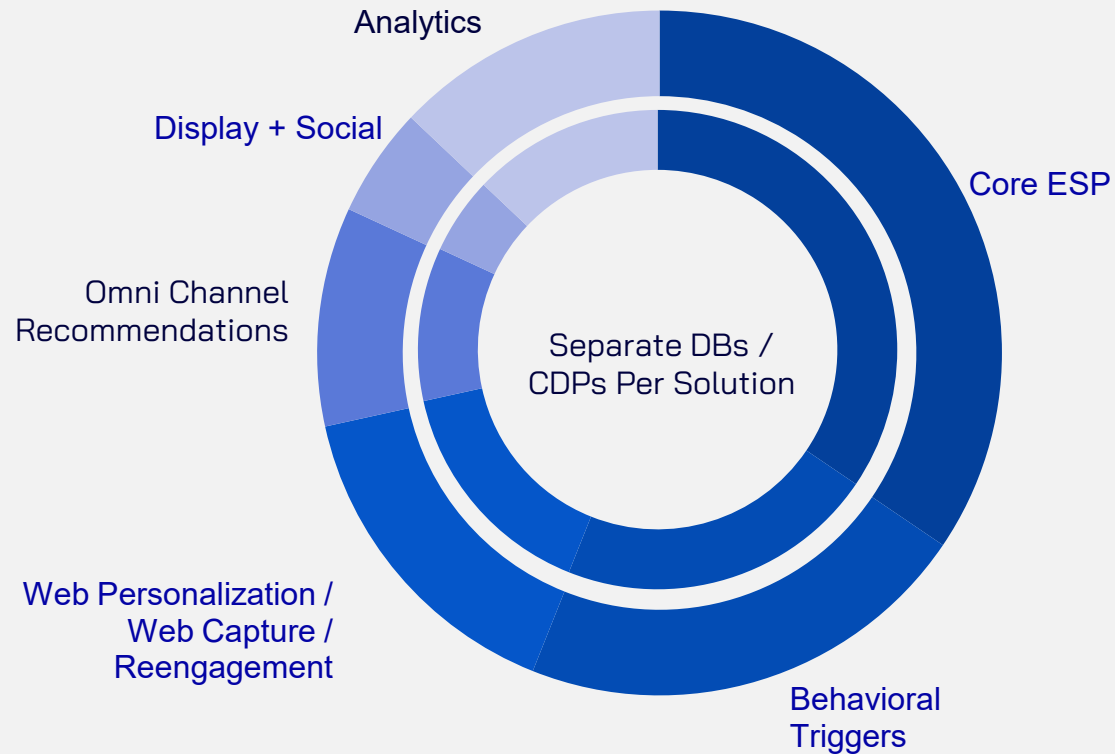 Analytics
Display + Social
Core ESP
Omni Channel
Recommendations
Separate DBs /
CDPs Per Solution
Web Personalization /
Web Capture /
Reengagement
Behavioral
Triggers